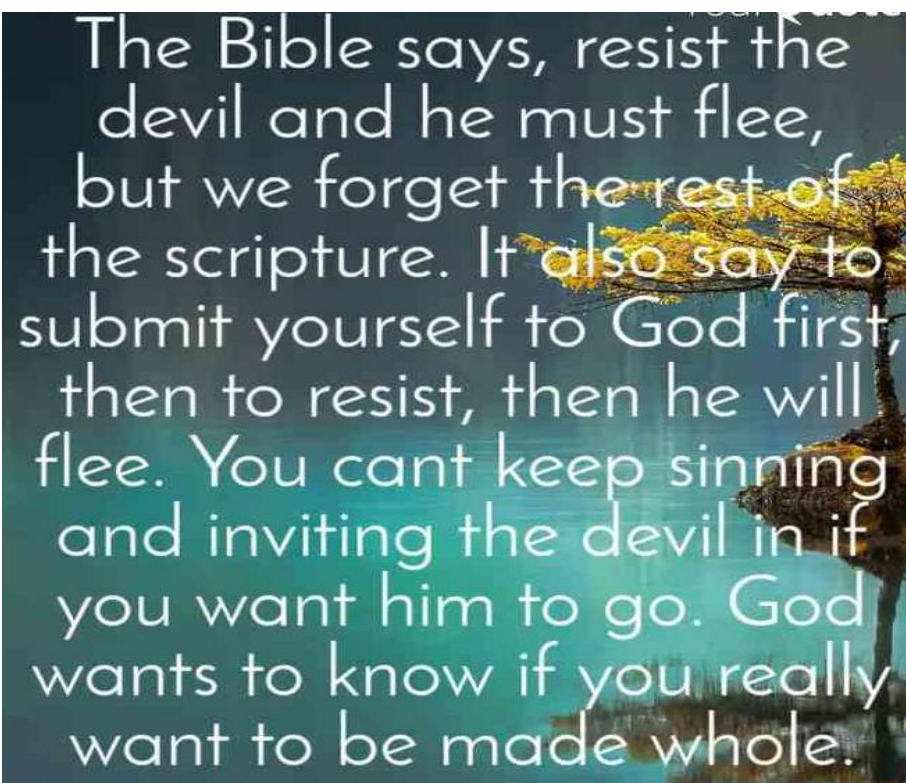 The Bible says, resist the
devil and he must flee,
but we forget the rest of
the scripture. It also say to
submit yourself to God first,
then to resist, then he will
flee. You cant keep sinning
and inviting the devil in if
you want him to go. God
wants to know if you really
want to be made whole.